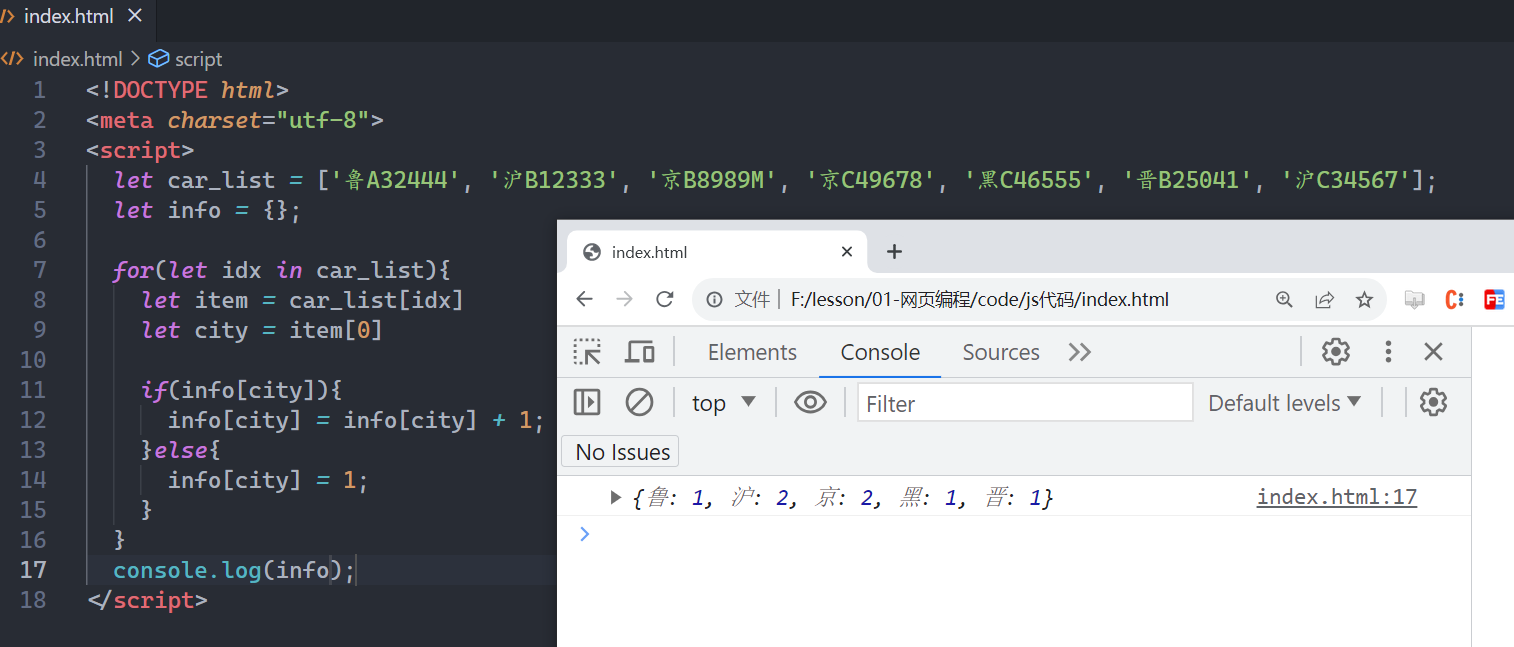 index.html
index.html > script
1 <!DOCTYPE html>
2 <meta charset="utf-8">
3 <script>
4 let car_list = ['鲁A32444', '沪B12333', '京B8989M', '京C49678', '黑C46555', '晋B25041', '沪C34567'];
5 let info = {};
6
7 for(let idx in car_list){
8 let item = car_list[idx]
9 let city = item[0]
10
11 if(info[city]){
12 info[city] = info[city] + 1;
13 }else{
14 info[city] = 1;
15 }
16 }
17 console.log(info);
18 </script>
index.html
文件 F:/lesson/01-网页编程/code/js代码/index.html
Elements Console Sources
top Filter Default levels
No Issues
{鲁: 1, 沪: 2, 京: 2, 黑: 1, 晋: 1} index.html:17